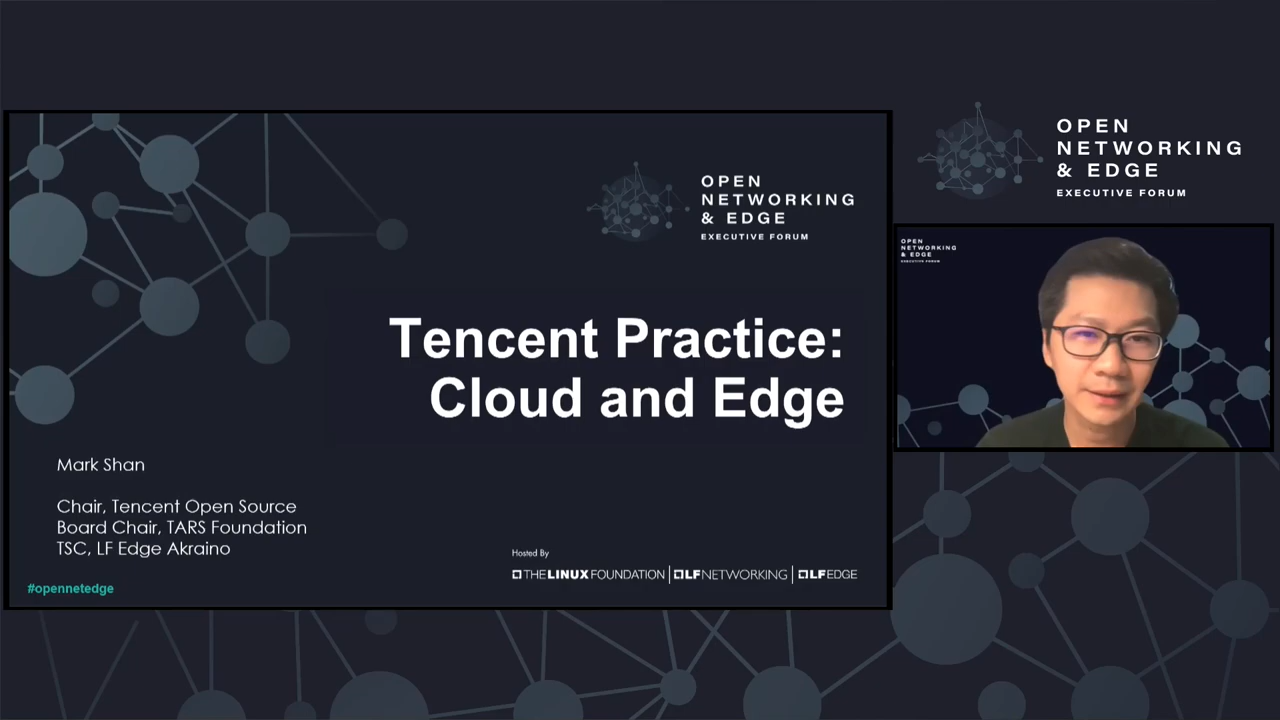 OPEN
NETWORKING
& EDGE
EXECUTIVE FORUM
Tencent Practice:
Cloud and Edge
Mark Shan
Chair, Tencent Open Source
Board Chair, TARS Foundation
TSC, LF Edge Akraino
Hosted By
THE LINUX FOUNDATION | LF NETWORKING | LF EDGE
#opennetedge
OPEN
NETWORKING
& EDGE
EXECUTIVE FORUM
OPEN
NETWORKING
& EDGE
EXECUTIVE FORUM